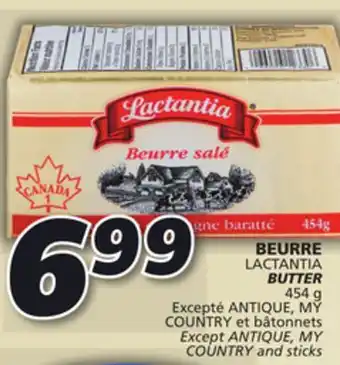 Lactantia
Beurre salé
CANADA
1
gne baratté 454g
6.99
BEURRE
LACTANTIA
BUTTER
454 g
Excepté ANTIQUE, MY
COUNTRY et bâtonnets
Except ANTIQUE, MY
COUNTRY and sticks